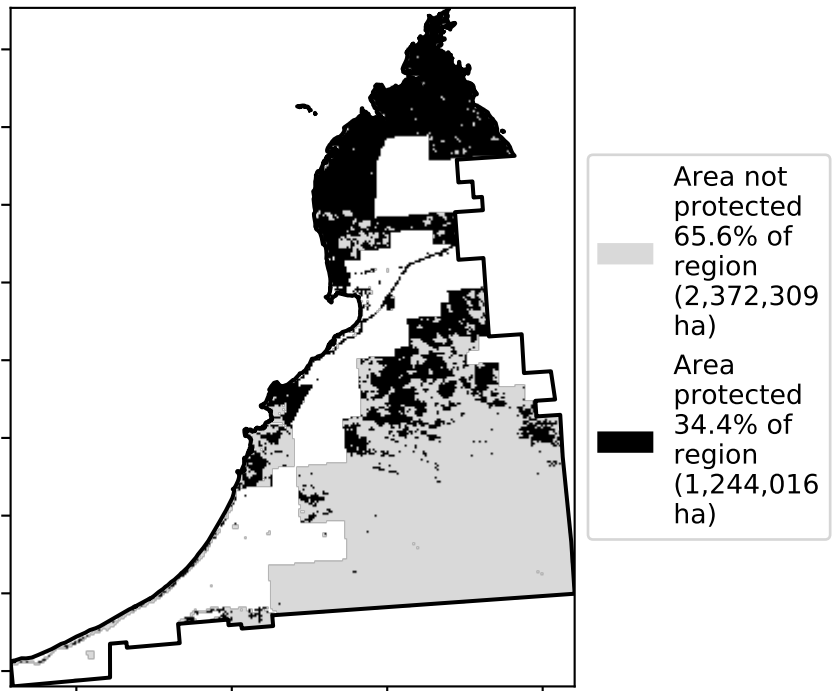 Area not
protected
65.6% of
region
(2,372,309
ha)
Area
protected
34.4% of
region
(1,244,016
ha)